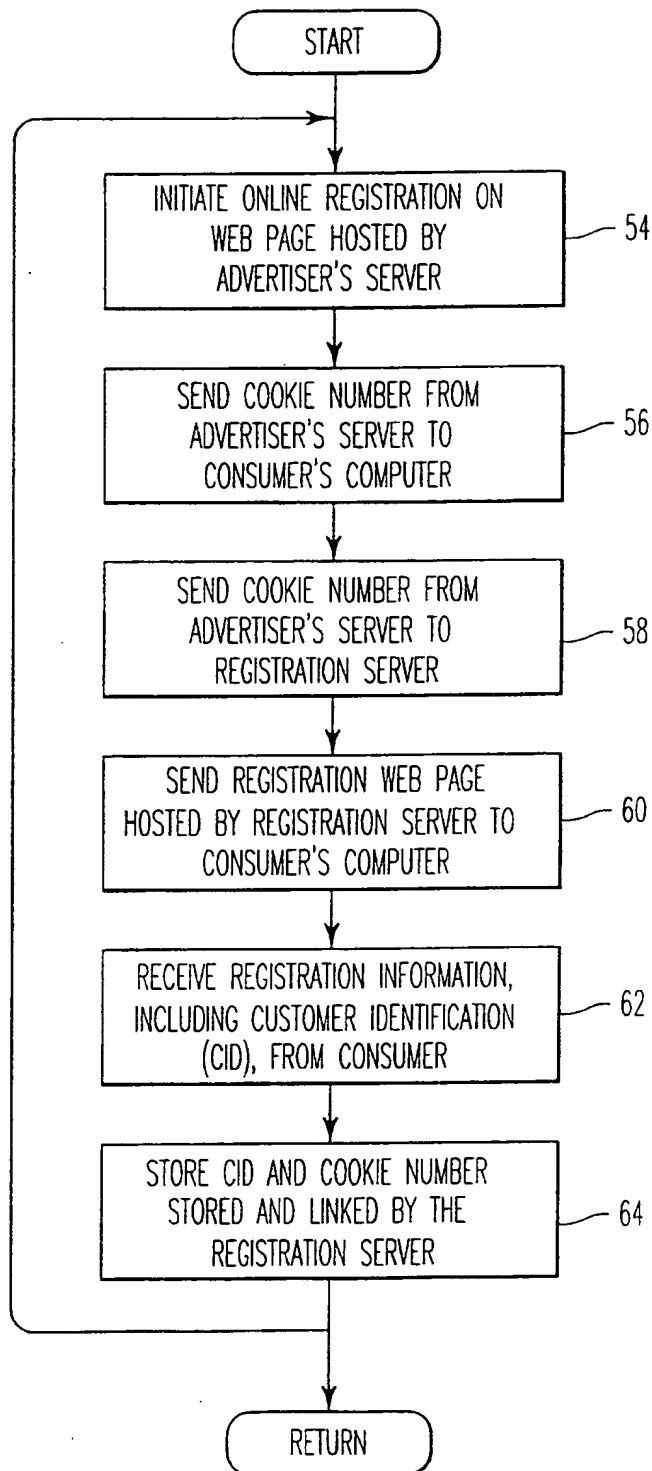 START
INITIATE ONLINE REGISTRATION ON
WEB PAGE HOSTED BY
ADVERTISER'S SERVER
54
SEND COOKIE NUMBER FROM
ADVERTISER'S SERVER TO
CONSUMER'S COMPUTER
56
SEND COOKIE NUMBER FROM
ADVERTISER'S SERVER TO
REGISTRATION SERVER
58
SEND REGISTRATION WEB PAGE
HOSTED BY REGISTRATION SERVER TO
CONSUMER'S COMPUTER
60
RECEIVE REGISTRATION INFORMATION,
INCLUDING CUSTOMER IDENTIFICATION
(CID), FROM CONSUMER
62
STORE CID AND COOKIE NUMBER
STORED AND LINKED BY THE
REGISTRATION SERVER
64
RETURN